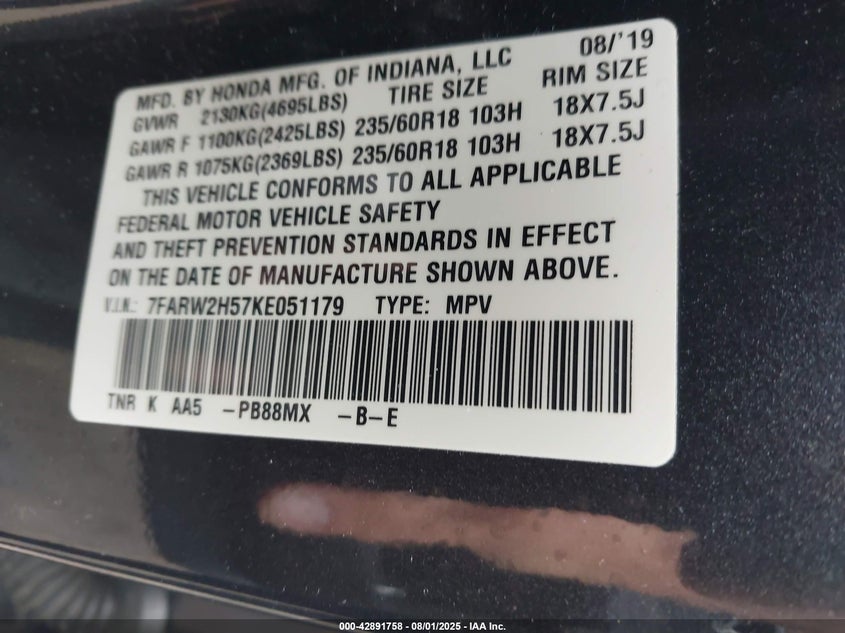 MFD. BY HONDA MFG. OF INDIANA, LLC 08/'19
GVWR 2130KG(4695LBS) TIRE SIZE RIM SIZE
GAWR F 1100KG(2425LBS) 235/60R18 103H 18X7.5J
GAWR R 1075KG(2369LBS) 235/60R18 103H 18X7.5J
THIS VEHICLE CONFORMS TO ALL APPLICABLE
FEDERAL MOTOR VEHICLE SAFETY
AND THEFT PREVENTION STANDARDS IN EFFECT
ON THE DATE OF MANUFACTURE SHOWN ABOVE.
V.I.N.: 7FARW2H57KE051179 TYPE: MPV
TNR K AA5 -PB88MX -B-E
000-42891758 - 08/01/2025 - IAA Inc.